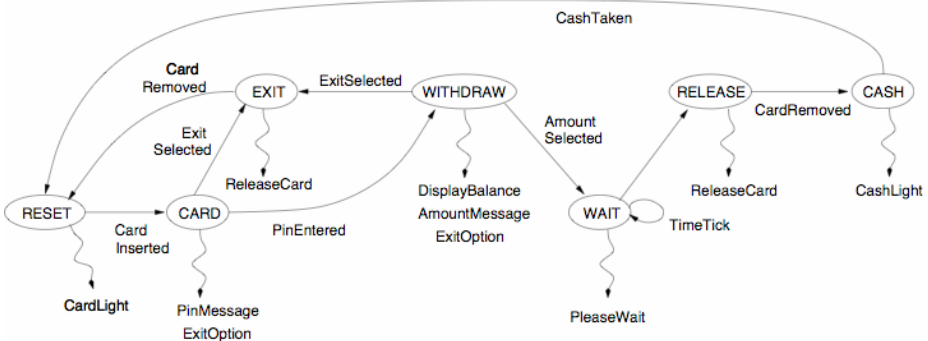 CashTaken
Card
Removed
EXIT
ExitSelected
WITHDRAW
RELEASE
CardRemoved
CASH
Exit
Selected
Amount
Selected
ReleaseCard
DisplayBalance
AmountMessage
ExitOption
ReleaseCard
CashLight
RESET
Card
Inserted
CARD
PinEntered
WAIT
TimeTick
CardLight
PinMessage
ExitOption
PleaseWait